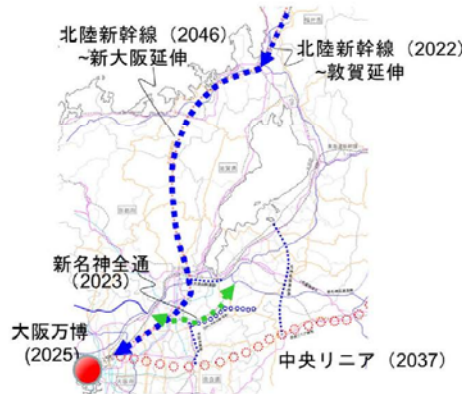 北陸新幹線（2046）
~新大阪延伸
北陸新幹線（2022）
~敦賀延伸
新名神全通
（2023）
大阪万博
(2025)
中央リニア（2037）